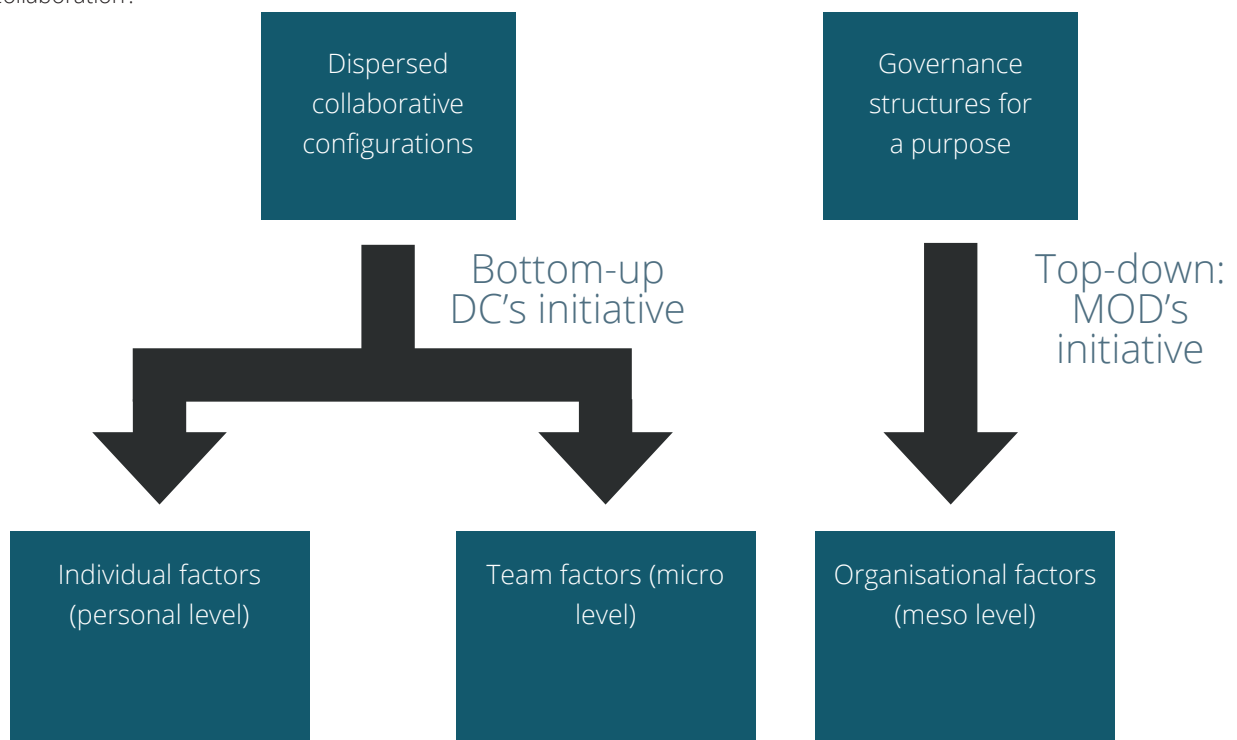 collaboration?
Dispersed
collaborative
configurations
Governance
structures for
a purpose
Bottom-up
DC's initiative
Top-down:
MOD's
initiative
Individual factors
(personal level)
Team factors (micro
level)
Organisational factors
(meso level)